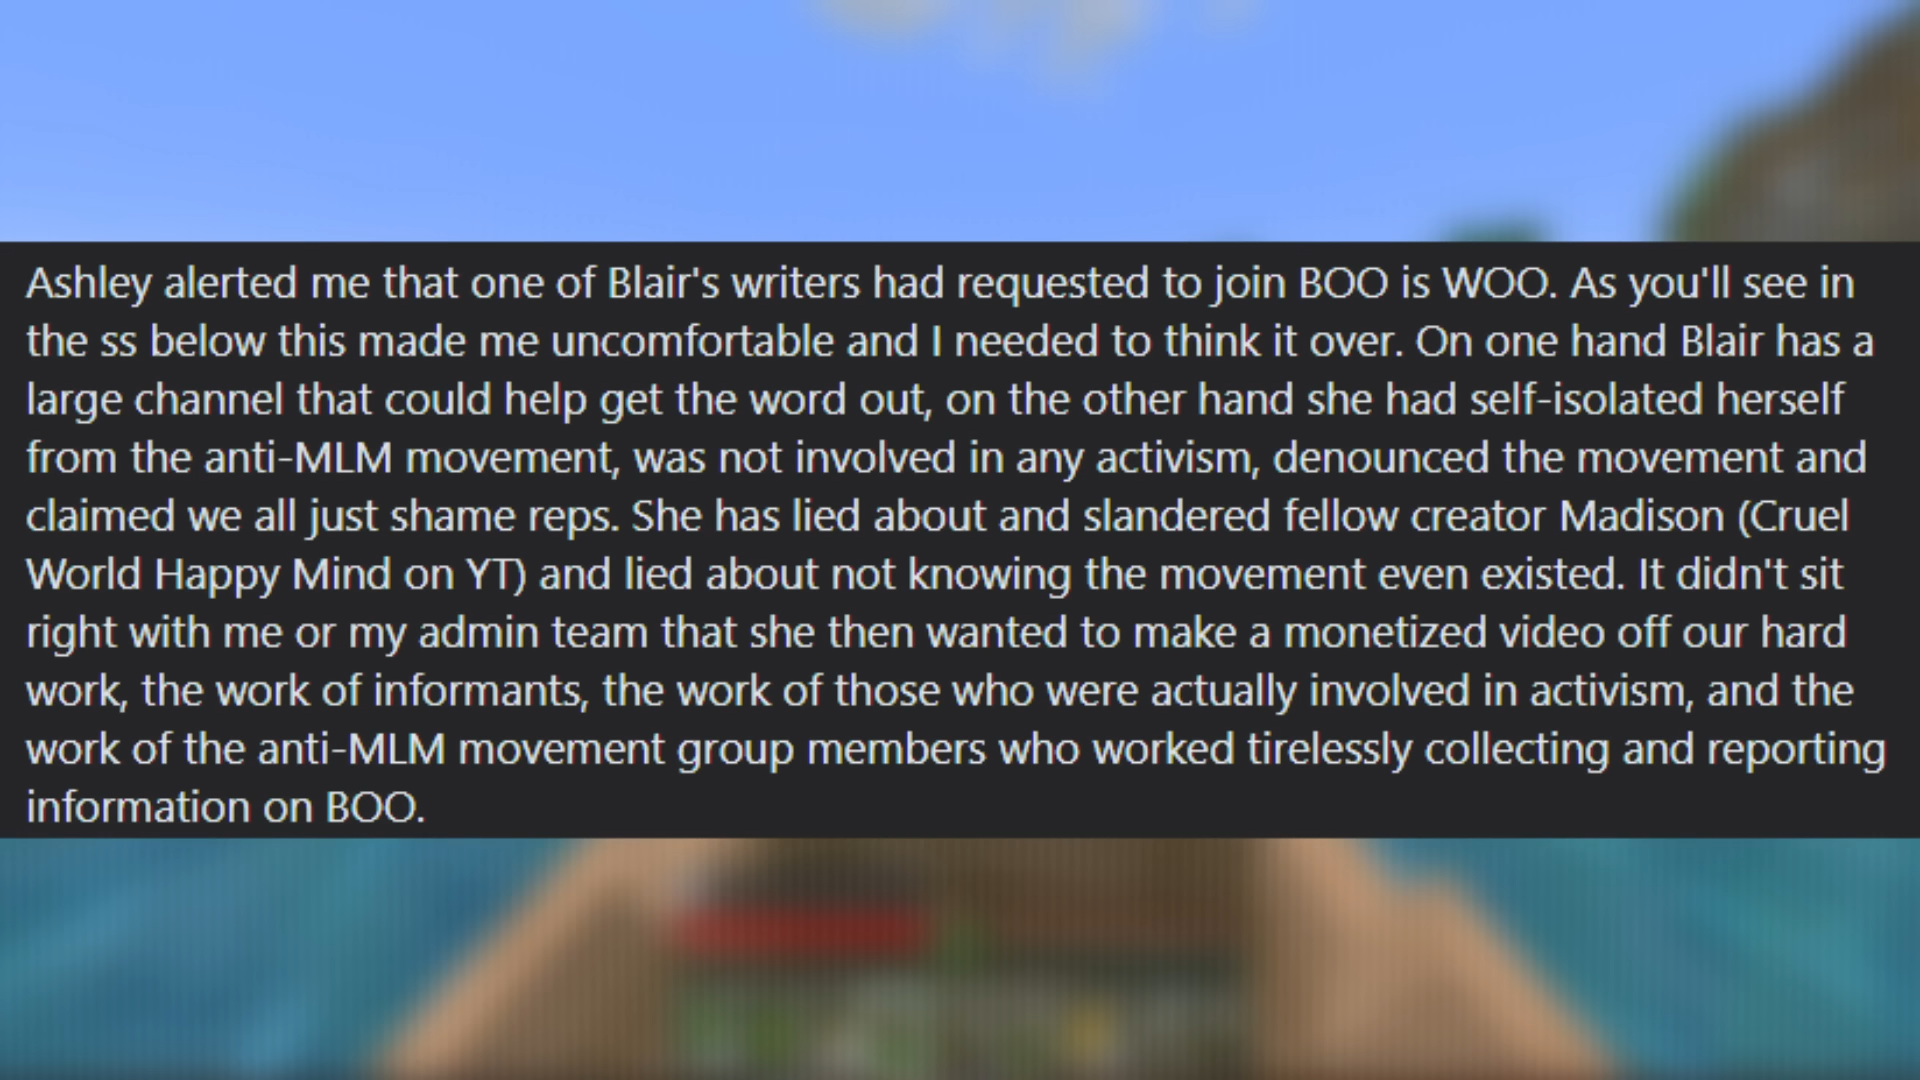 Ashley alerted me that one of Blair's writers had requested to join BOO is WOO. As you'll see in
the ss below this made me uncomfortable and I needed to think it over. On one hand Blair has a
large channel that could help get the word out, on the other hand she had self-isolated herself
from the anti-MLM movement, was not involved in any activism, denounced the movement and
claimed we all just shame reps. She has lied about and slandered fellow creator Madison (Cruel
World Happy Mind on YT) and lied about not knowing the movement even existed. It didn't sit
right with me or my admin team that she then wanted to make a monetized video off our hard
work, the work of informants, the work of those who were actually involved in activism, and the
work of the anti-MLM movement group members who worked tirelessly collecting and reporting
information on BOO.